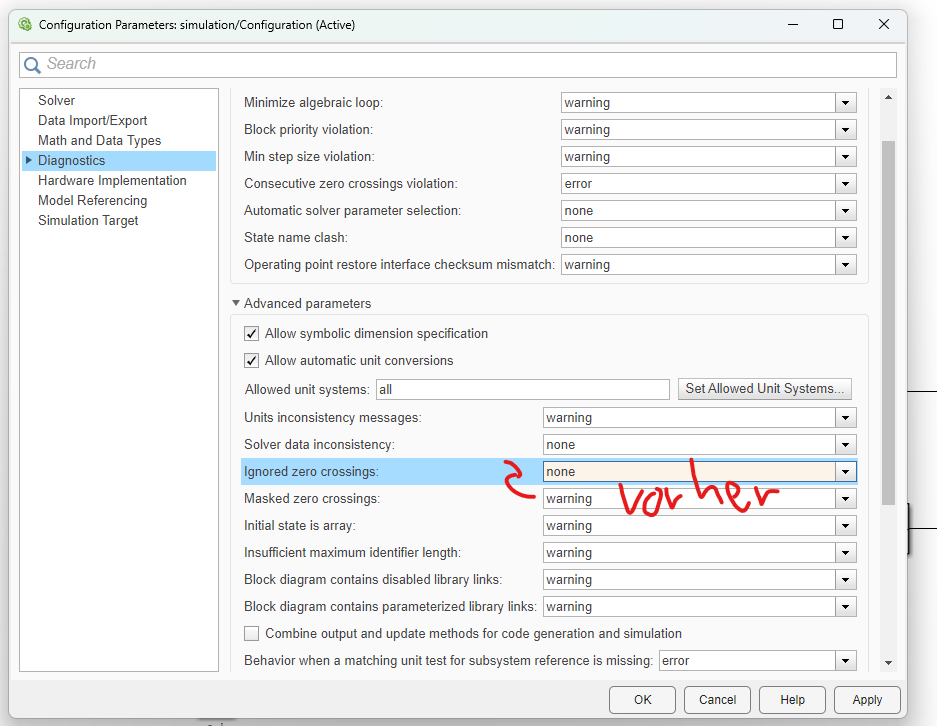 Configuration Parameters: simulation/Configuration (Active)
Search
Solver
Data Import/Export
Math and Data Types
Diagnostics
Hardware Implementation
Model Referencing
Simulation Target
Minimize algebraic loop: warning
Block priority violation: warning
Min step size violation: warning
Consecutive zero crossings violation: error
Automatic solver parameter selection: none
State name clash: none
Operating point restore interface checksum mismatch: warning
Advanced parameters
Allow symbolic dimension specification
Allow automatic unit conversions
Allowed unit systems: all Set Allowed Unit Systems...
Units inconsistency messages: warning
Solver data inconsistency: none
Ignored zero crossings: none
Masked zero crossings: warning
vorher
Initial state is array: warning
Insufficient maximum identifier length: warning
Block diagram contains disabled library links: warning
Block diagram contains parameterized library links: warning
Combine output and update methods for code generation and simulation
Behavior when a matching unit test for subsystem reference is missing: error
OK Cancel Help Apply